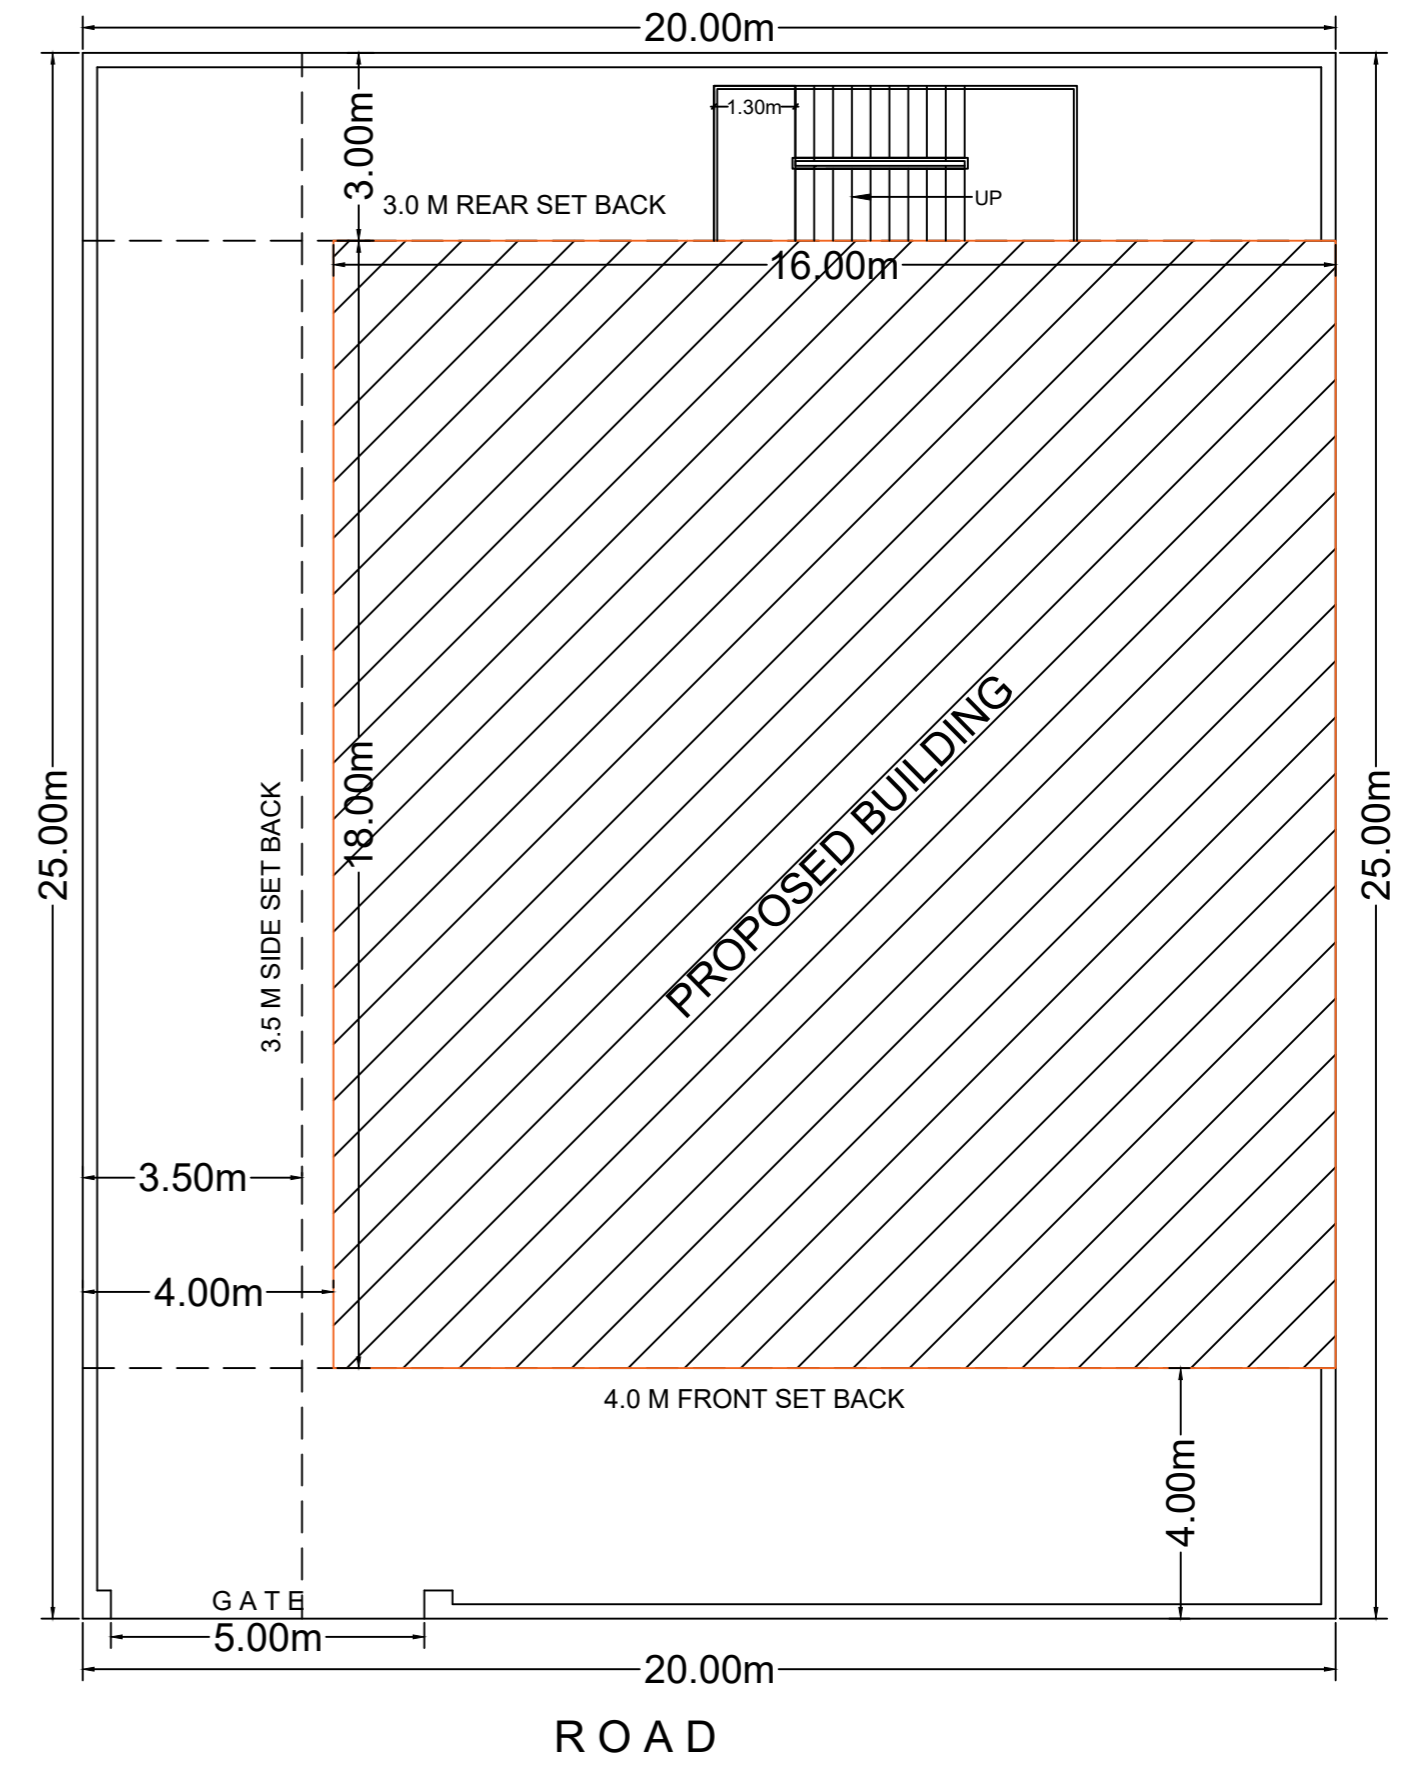 20.00m
1.30m
3.00m
3.0 M REAR SET BACK
UP
16.00m
18.00m
PROPOSED BUILDING
3.5 M SIDE SET BACK
25.00m
25.00m
3.50m
4.00m
4.0 M FRONT SET BACK
4.00m
GATE
5.00m
20.00m
ROAD